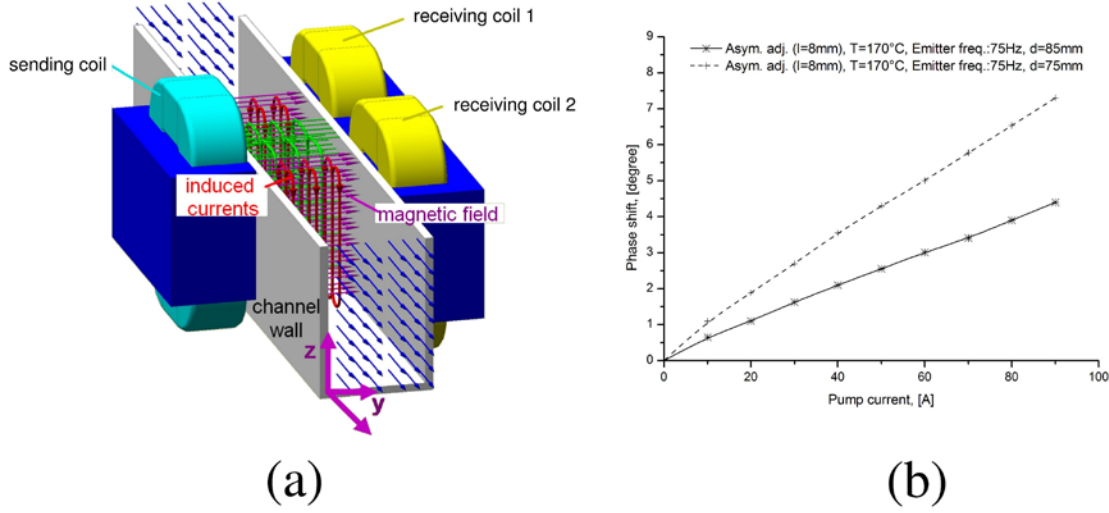 receiving coil 1
sending coil
receiving coil 2
induced
currents
magnetic field
channel
wall
z
y
(a)
9
8
7
6
5
4
3
2
1
0
Phase shift, [degree]
Asym. adj. (l=8mm), T=170°C, Emitter freq.:75Hz, d=85mm
Asym. adj. (l=8mm), T=170°C, Emitter freq.:75Hz, d=75mm
0 20 40 60 80 100
Pump current, [A]
(b)